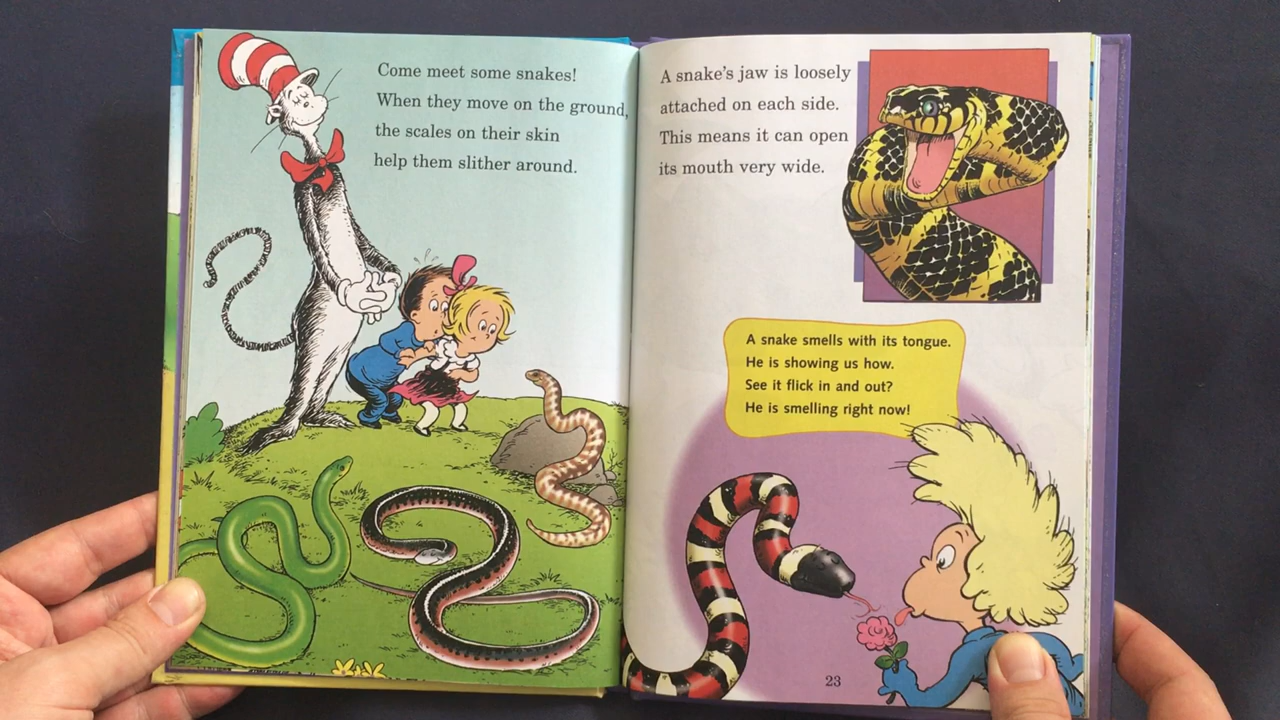 Come meet some snakes!
When they move on the ground,
the scales on their skin
help them slither around.
A snake's jaw is loosely
attached on each side.
This means it can open
its mouth very wide.
A snake smells with its tongue.
He is showing us how.
See it flick in and out?
He is smelling right now!
23